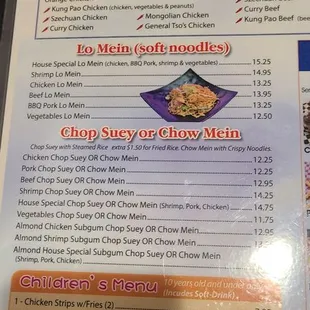 Kung Pao Chicken (chicken, vegetables & peanuts)
Szechuan Chicken
Curry Chicken
Mongolian Chicken
General Tso's Chicken
Szechuan Beef
Curry Beef
Kung Pao Beef
Lo Mein (soft noodles)
House Special Lo Mein (chicken, BBQ Pork, shrimp & vegetables) 15.25
Shrimp Lo Mein 14.95
Chicken Lo Mein 13.25
Beef Lo Mein 13.95
BBQ Pork Lo Mein 13.25
Vegetables Lo Mein 12.50
Chop Suey or Chow Mein
Chop Suey with Steamed Rice extra $1.50 for Fried Rice. Chow Mein with Crispy Noodles.
Chicken Chop Suey OR Chow Mein 12.25
Pork Chop Suey OR Chow Mein 12.25
Beef Chop Suey OR Chow Mein 12.95
Shrimp Chop Suey OR Chow Mein 14.25
House Special Chop Suey OR Chow Mein (Shrimp, Pork, Chicken) 14.75
Vegetables Chop Suey OR Chow Mein 11.75
Almond Chicken Subgum Chop Suey OR Chow Mein 12.75
Almond Shrimp Subgum Chop Suey OR Chow Mein
Almond House Special Subgum Chop Suey OR Chow Mein
(Shrimp, Pork, Chicken)
Children's Menu
10 years old and under
(Includes Soft-Drink)
1 - Chicken Strips w/Fries (2)